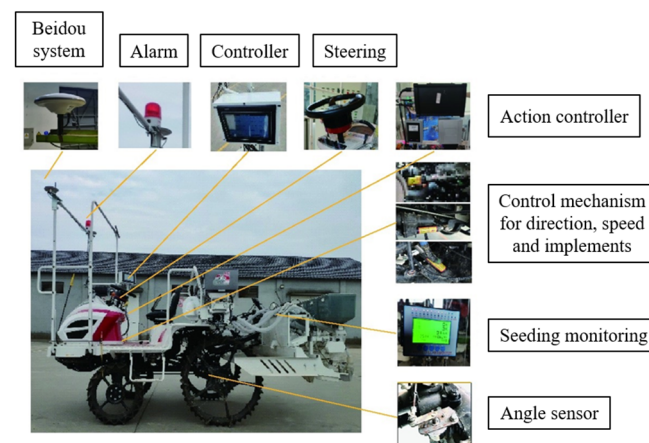 Beidou
system
Alarm
Controller
Steering
Action controller
Control mechanism
for direction, speed
and implements
Seeding monitoring
Angle sensor